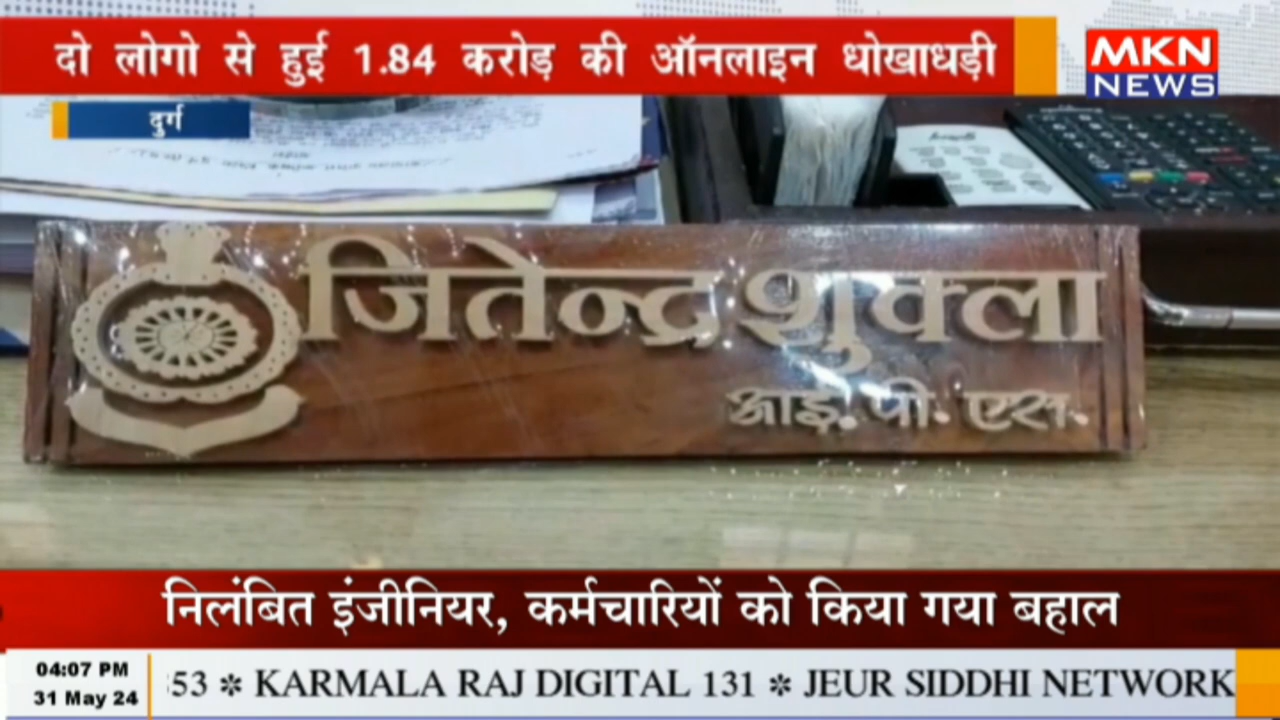 दो लोगो से हुई 1.84 करोड़ की ऑनलाइन धोखाधड़ी
MKN
NEWS
दुर्ग
जितेन्द्र शुक्ला
आई. पी. एस.
निलंबित इंजीनियर, कर्मचारियों को किया गया बहाल
04:07 PM
31 May 24
53 * KARMALA RAJ DIGITAL 131 * JEUR SIDDHI NETWORK